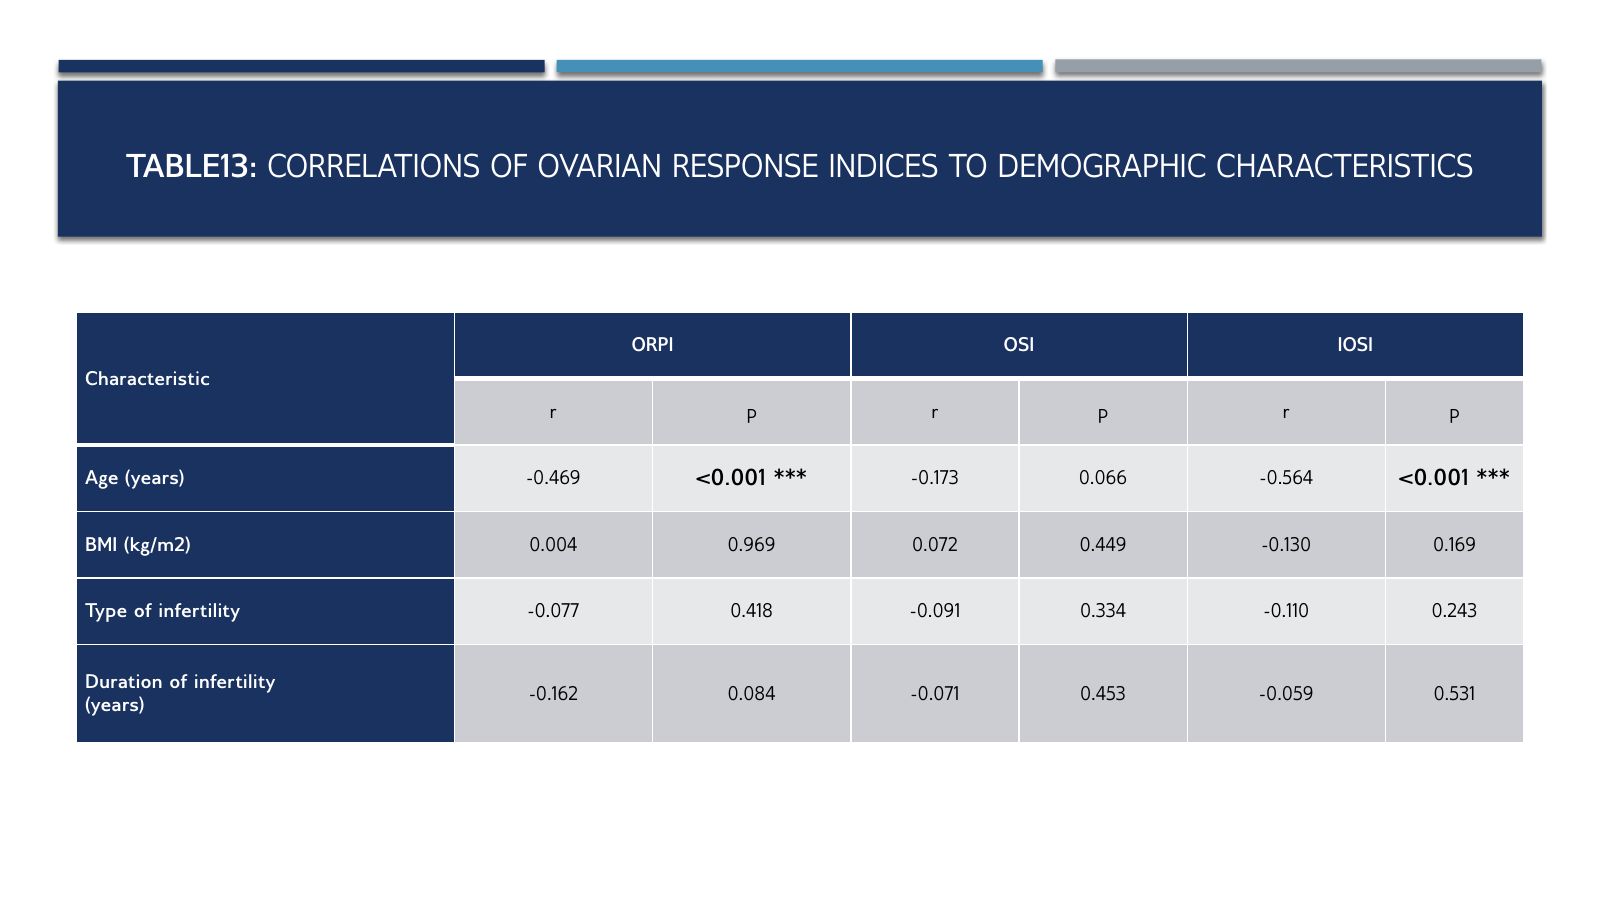 TABLE13: CORRELATIONS OF OVARIAN RESPONSE INDICES TO DEMOGRAPHIC CHARACTERISTICS
Characteristic ORPI OSI IOSI
r p r p r p
Age (years) -0.469 <0.001 *** -0.173 0.066 -0.564 <0.001 ***
BMI (kg/m2) 0.004 0.969 0.072 0.449 -0.130 0.169
Type of infertility -0.077 0.418 -0.091 0.334 -0.110 0.243
Duration of infertility
(years) -0.162 0.084 -0.071 0.453 -0.059 0.531